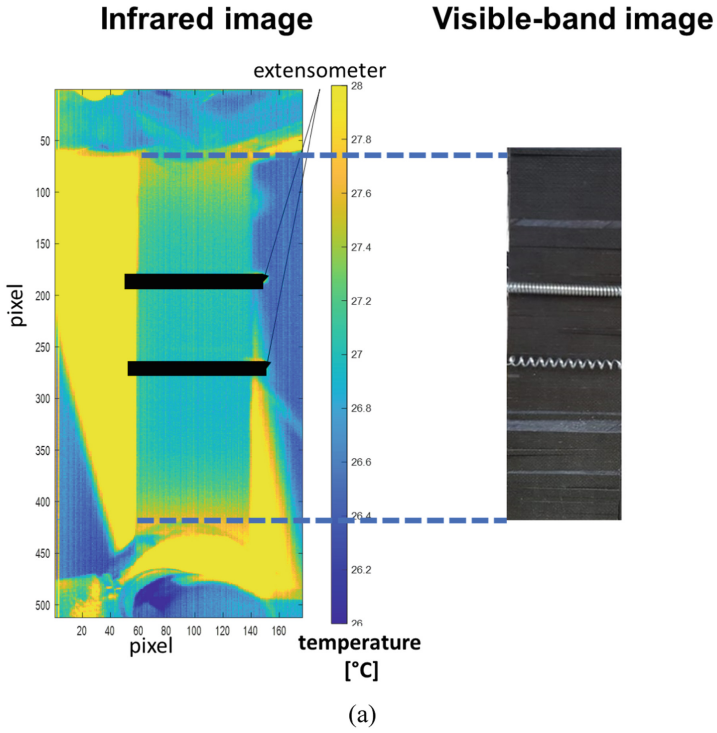 Infrared image
Visible-band image
extensometer
28
27.8
27.6
27.4
27.2
27
26.8
26.6
26.4
26.2
26
50
100
150
200
250
300
350
400
450
500
pixel
20 40 60 80 100 120 140 160
pixel
temperature
[°C]
(a)